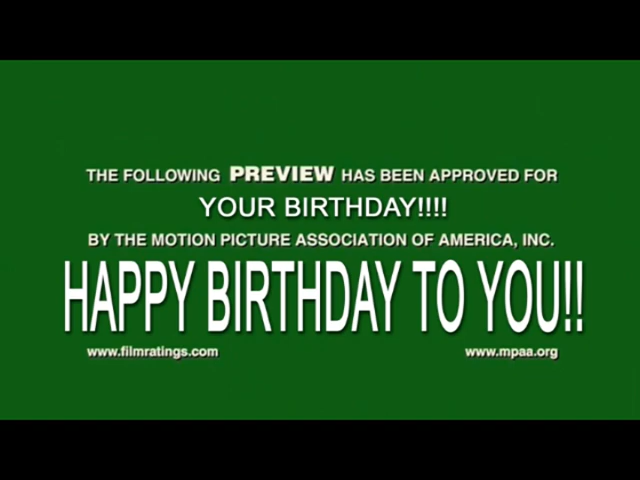 THE FOLLOWING PREVIEW HAS BEEN APPROVED FOR
YOUR BIRTHDAY!!!!
BY THE MOTION PICTURE ASSOCIATION OF AMERICA, INC.
HAPPY BIRTHDAY TO YOU!!
www.filmratings.com www.mpaa.org